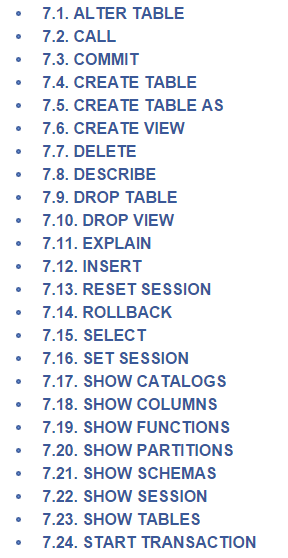 7.1. ALTER TABLE
7.2. CALL
7.3. COMMIT
7.4. CREATE TABLE
7.5. CREATE TABLE AS
7.6. CREATE VIEW
7.7. DELETE
7.8. DESCRIBE
7.9. DROP TABLE
7.10. DROP VIEW
7.11. EXPLAIN
7.12. INSERT
7.13. RESET SESSION
7.14. ROLLBACK
7.15. SELECT
7.16. SET SESSION
7.17. SHOW CATALOGS
7.18. SHOW COLUMNS
7.19. SHOW FUNCTIONS
7.20. SHOW PARTITIONS
7.21. SHOW SCHEMAS
7.22. SHOW SESSION
7.23. SHOW TABLES
7.24. START TRANSACTION